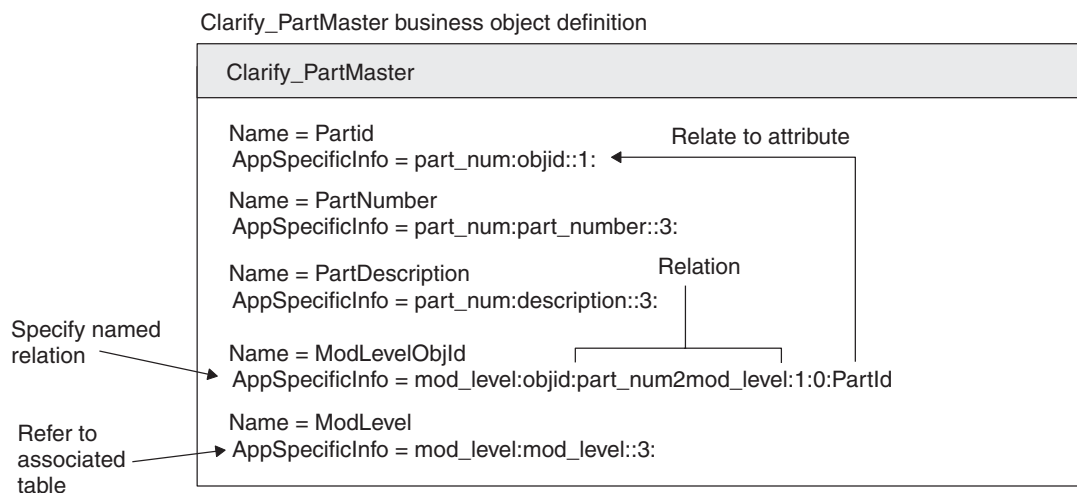 Clarify_PartMaster business object definition
Clarify_PartMaster
Name = Partid
AppSpecificInfo = part_num:objid::1:
Relate to attribute
Name = PartNumber
AppSpecificInfo = part_num:part_number::3:
Name = PartDescription
AppSpecificInfo = part_num:description::3:
Relation
Specify named
relation
Name = ModLevelObjId
AppSpecificInfo = mod_level:objid:part_num2mod_level:1:0:PartId
Name = ModLevel
AppSpecificInfo = mod_level:mod_level::3:
Refer to
associated
table